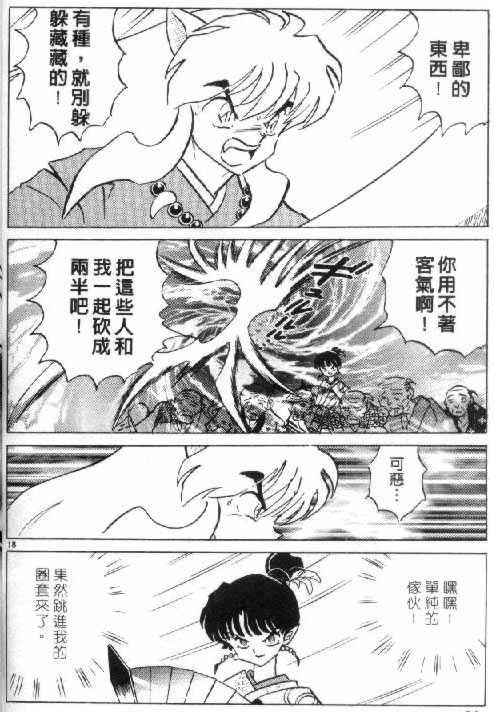 卑鄙的
東西！
有種，就別躲
躲藏藏的！
你用不著
客氣啊！
把這些人和
我一起砍成
兩半吧！
可惡…
18
嘿嘿！
單純的
傢伙！
果然跳進我的
圈套來了。